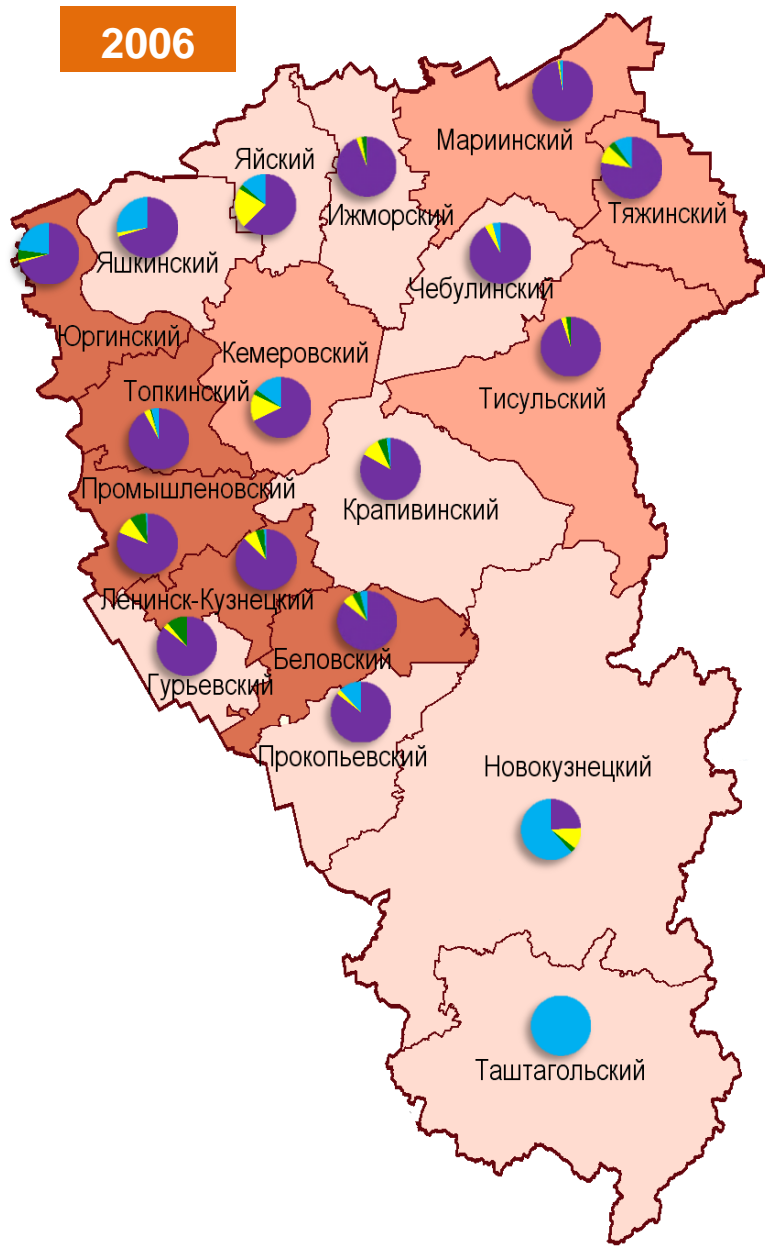 2006
Мариинский
Яйский
Тяжинский
Ижморский
Яшкинский
Чебулинский
Юргинский
Кемеровский
Топкинский
Тисульский
Промышленовский
Крапивинский
Ленинск-Кузнецкий
Беловский
Гурьевский
Прокопьевский
Новокузнецкий
Таштагольский